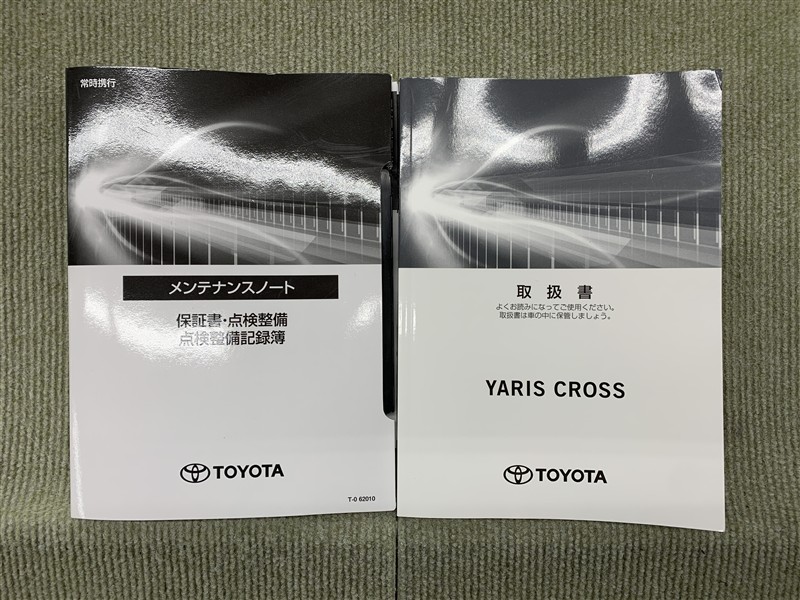 常時携行
メンテナンスノート
保証書・点検整備
点検整備記録簿
TOYOTA
T-0 62010
取扱書
よくお読みになってご使用ください。
取扱書は車の中に保管しましょう。
YARIS CROSS
TOYOTA